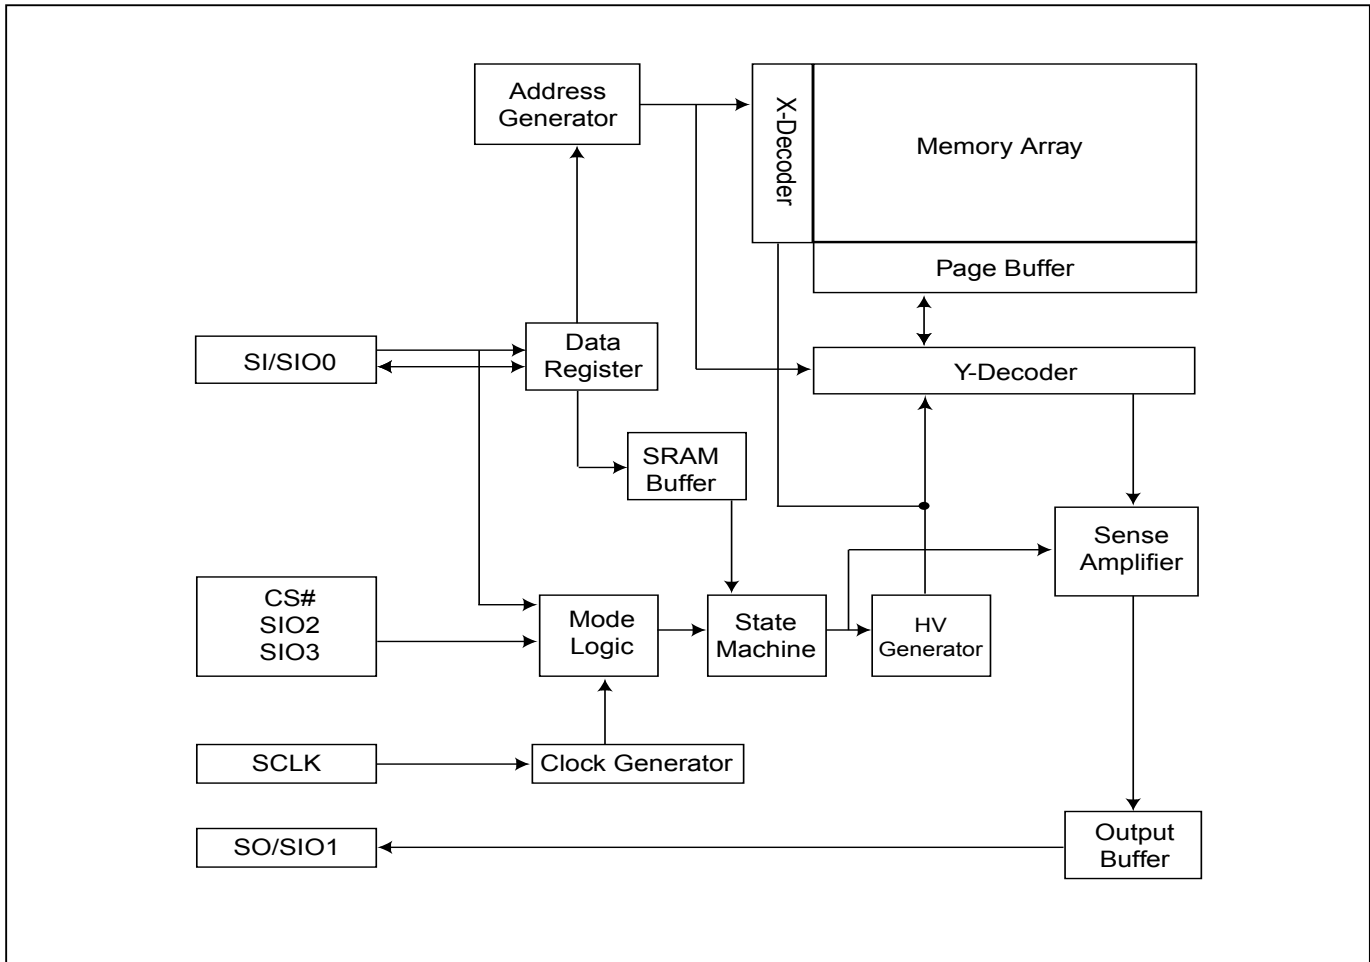 Address
Generator
X-Decoder
Memory Array
Page Buffer
SI/SIO0
Data
Register
Y-Decoder
SRAM
Buffer
Sense
Amplifier
CS#
SIO2
SIO3
Mode
Logic
State
Machine
HV
Generator
SCLK
Clock Generator
SO/SIO1
Output
Buffer